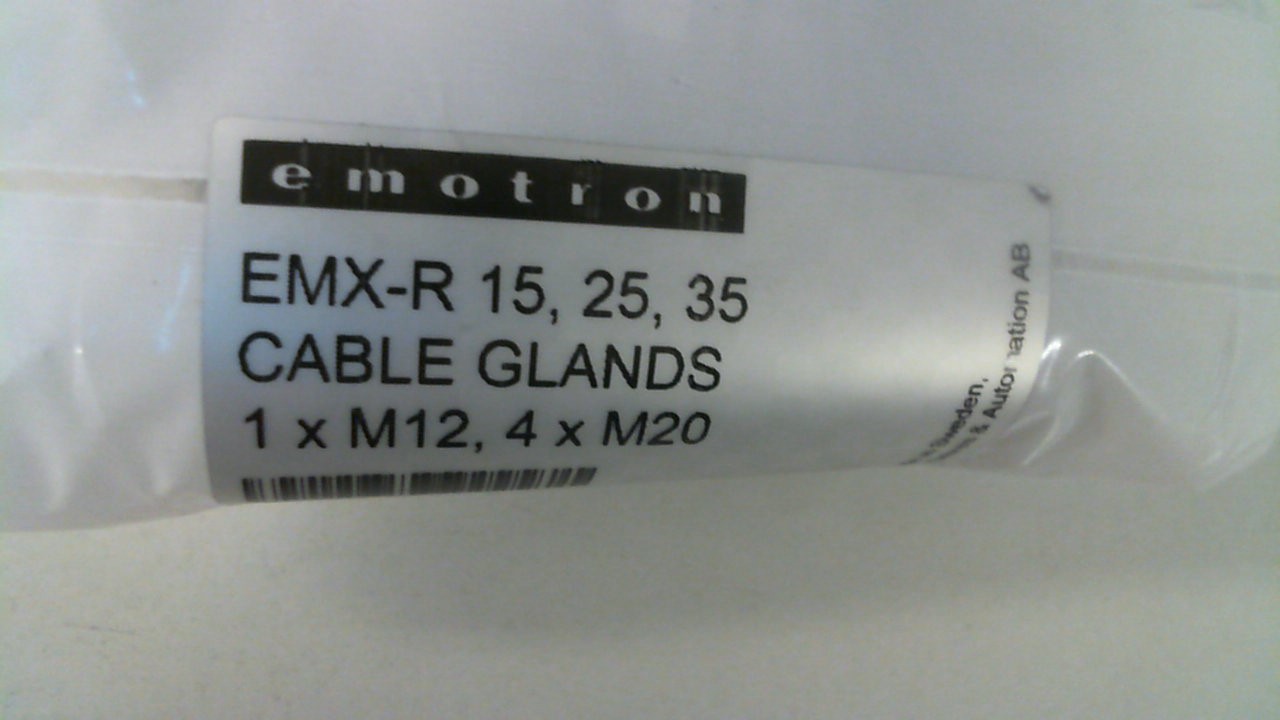 emotron
EMX-R 15, 25, 35
CABLE GLANDS
1 x M12, 4 x M20
Sweden,
& Automation AB